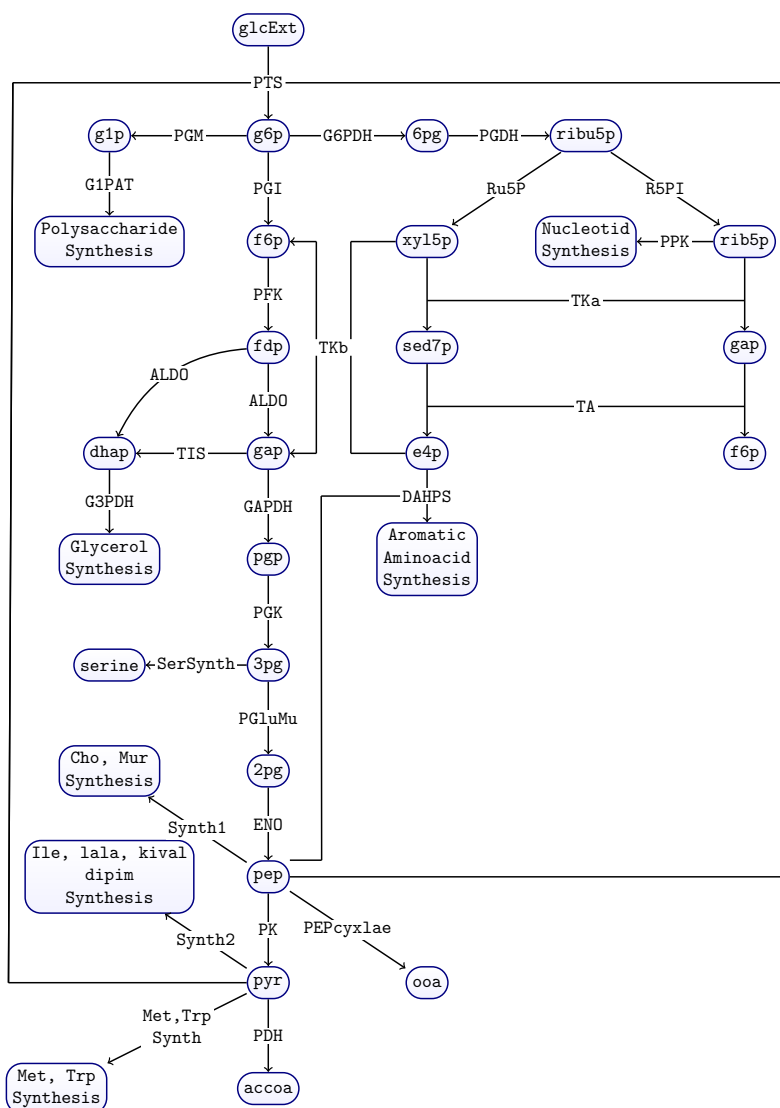 glcExt
PTS
g1p
PGM
g6p
G6PDH
6pg
PGDH
ribu5p
G1PAT
PGI
Ru5P
R5PI
Polysaccharide
Synthesis
f6p
xyl5p
Nucleotid
Synthesis
PPK
rib5p
PFK
TKa
fdp
TKb
sed7p
gap
ALDO
ALDO
TA
dhap
TIS
gap
e4p
f6p
G3PDH
GAPDH
DAHPS
Glycerol
Synthesis
pgp
Aromatic
Aminoacid
Synthesis
PGK
serine
SerSynth
3pg
PGluMu
Cho, Mur
Synthesis
2pg
Synth1
ENO
Ile, lala, kival
dipim
Synthesis
pep
Synth2
PK
PEPcyxlae
pyr
ooa
Met,Trp
Synth
PDH
Met, Trp
Synthesis
accoa